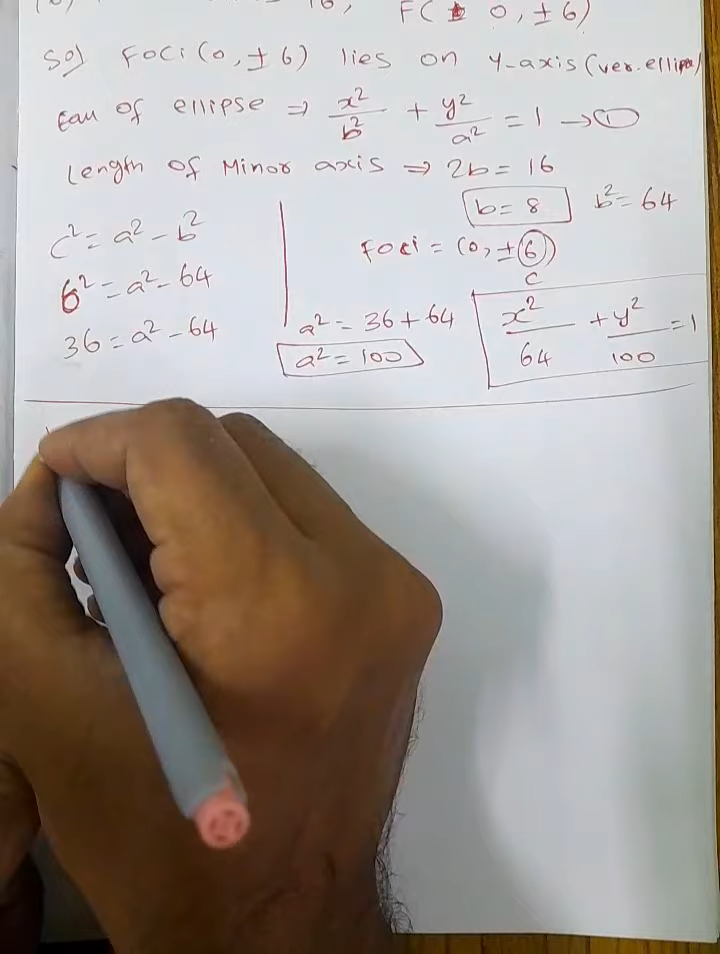 16, F(± 0, ±6)
Sol Foci (0, ±6) lies on y-axis (ver. ellipse)
Eqn of ellipse ⇒ x²/b² + y²/a² = 1 → ①
Length of Minor axis ⇒ 2b = 16
b = 8 b² = 64
c² = a² - b²
6² = a² - 64
36 = a² - 64
Foci = (0, ±6)
c
a² = 36 + 64
a² = 100
x²/64 + y²/100 = 1